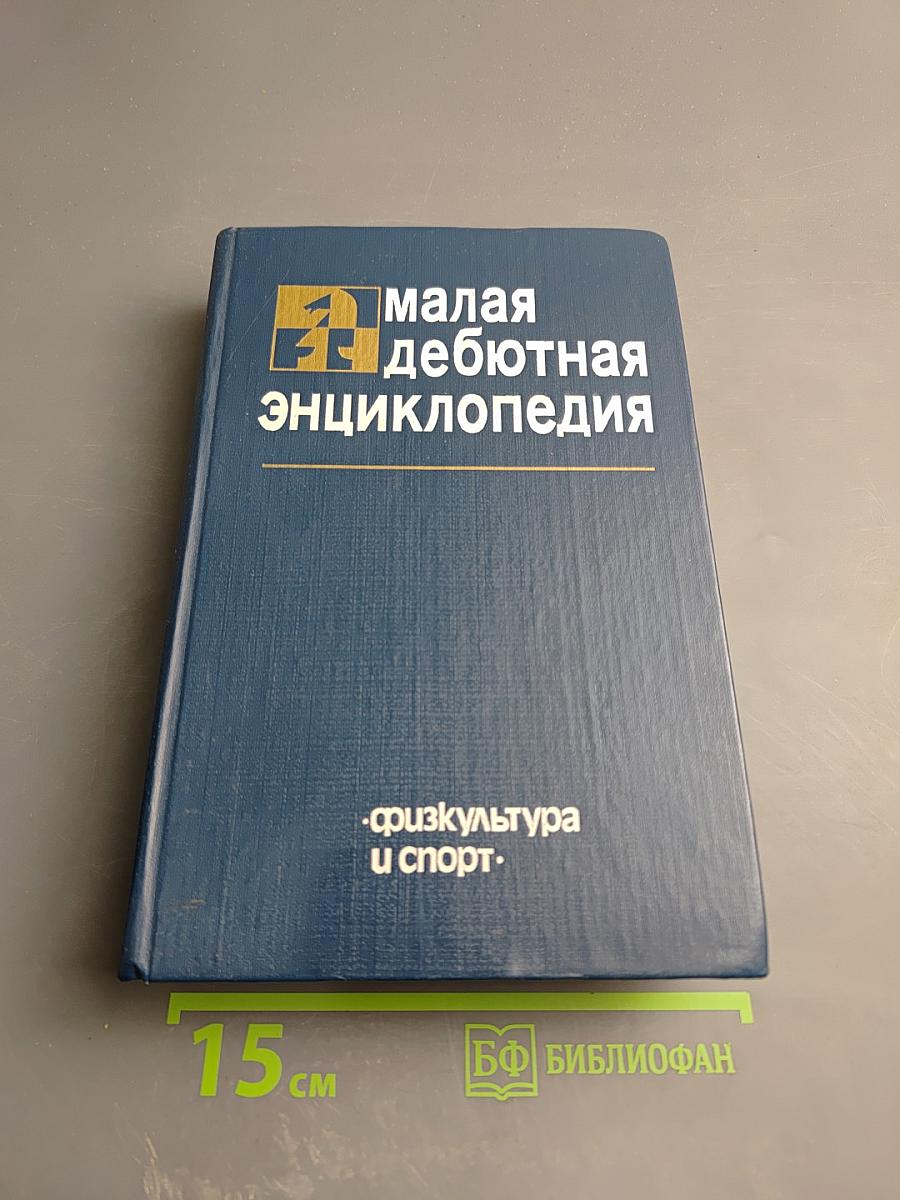 малая
дебютная
энциклопедия
·физкультура
и спорт·
15 см
БФ БИБЛИОФАН